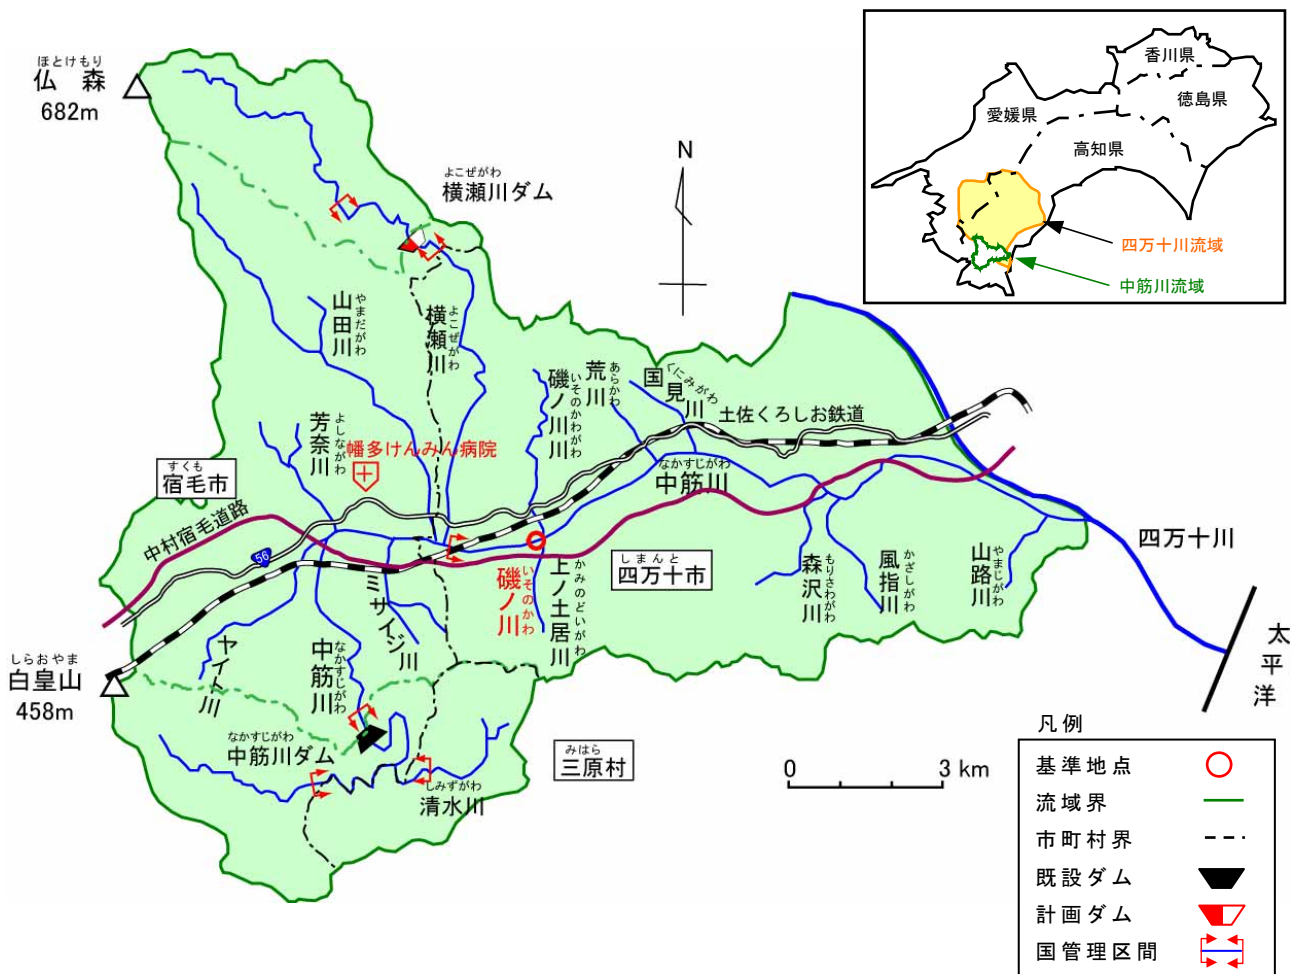 ほとけもり
仏森
682m
よこぜがわ
横瀬川ダム
N
香川県
徳島県
愛媛県
高知県
四万十川流域
中筋川流域
山田川
やまだがわ
横瀬川
よこぜがわ
芳奈川
よしながわ
磯ノ川川
いそのかわがわ
荒川
あらかわ
国見川
くにみがわ
土佐くろしお鉄道
幡多けんみん病院
すくも
宿毛市
中村宿毛道路
56
なかすじがわ
中筋川
しまんと
四万十市
磯ノ川
いそのかわ
上ノ土居川
かみのどいがわ
森沢川
もりさわがわ
風指川
かざしがわ
山路川
やまじがわ
四万十川
太平洋
ミサイジ川
ヤイト川
中筋川
なかすじがわ
しらおやま
白皇山
458m
なかすじがわ
中筋川ダム
しみずがわ
清水川
みはら
三原村
0 3 km
凡例
基準地点
流域界
市町村界
既設ダム
計画ダム
国管理区間